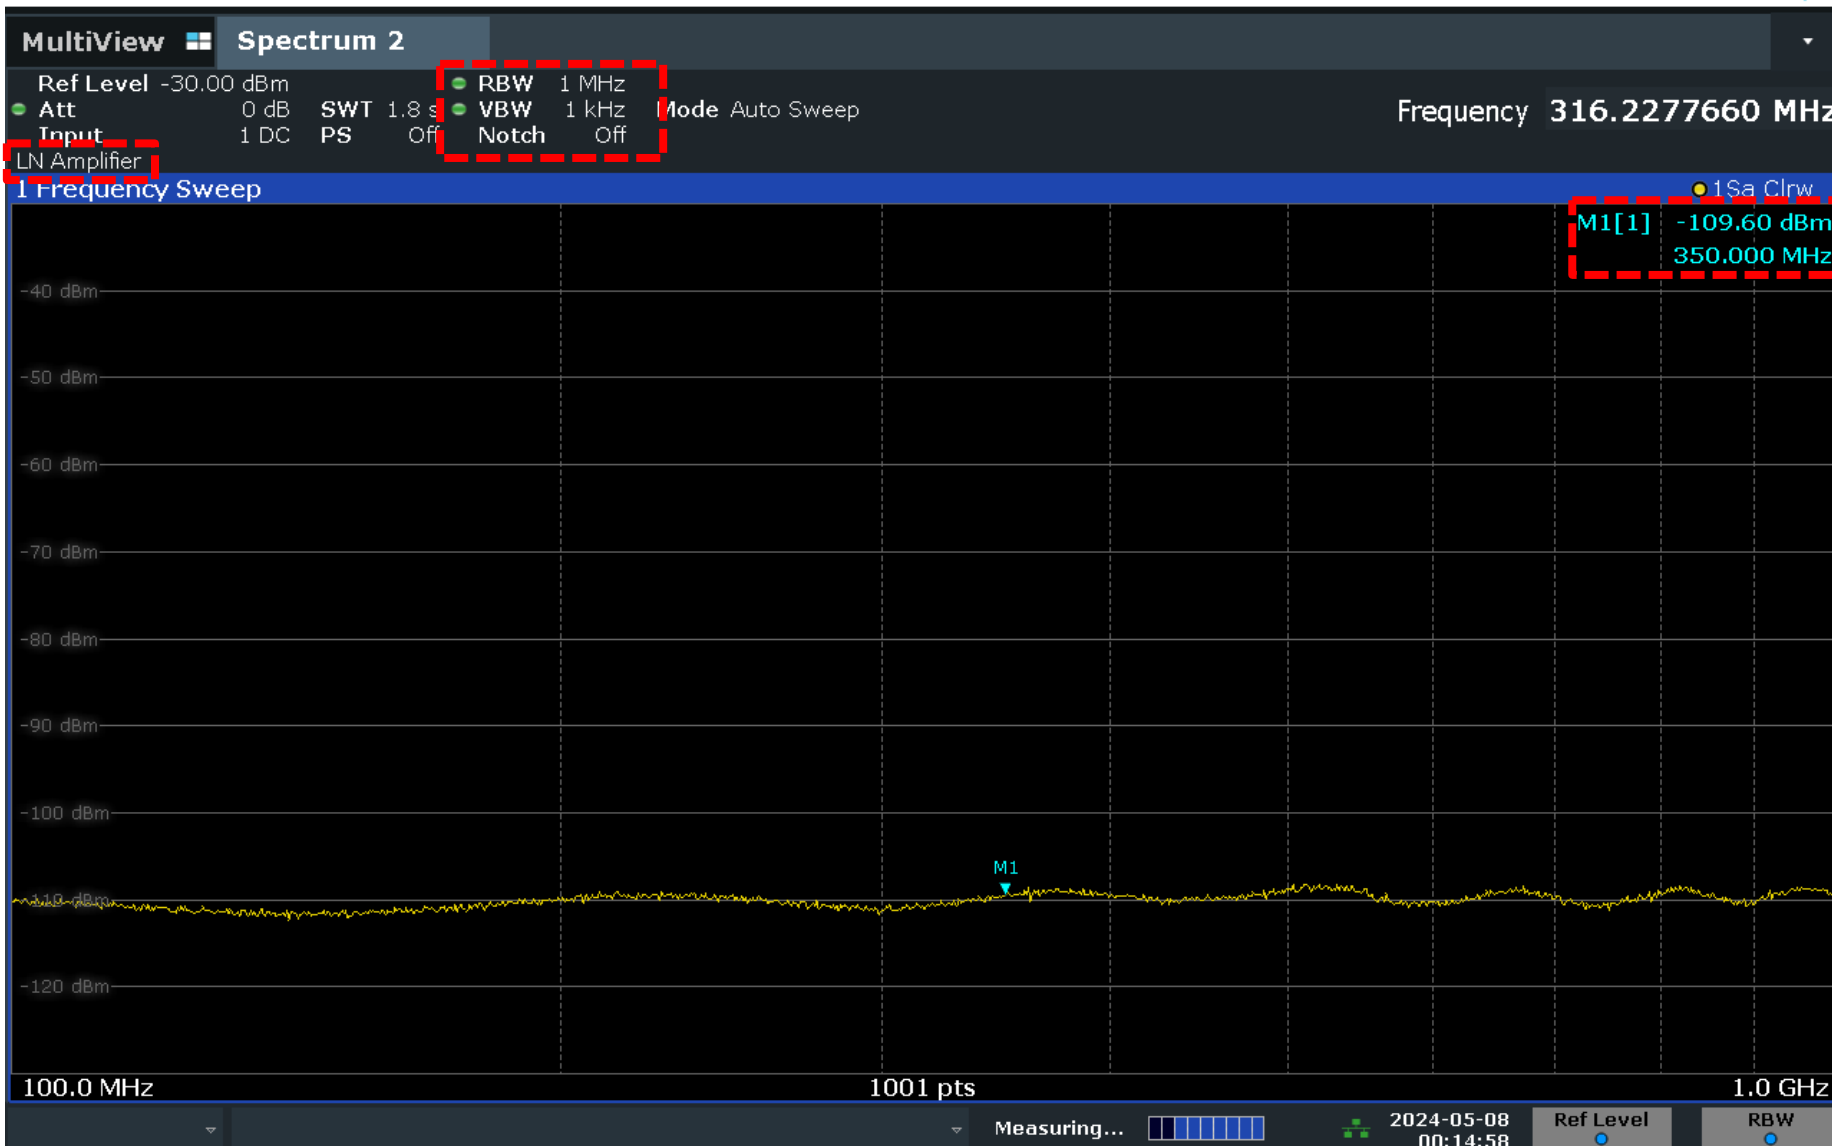 MultiView Spectrum 2
Ref Level -30.00 dBm RBW 1 MHz
Att 0 dB SWT 1.8 s VBW 1 kHz Mode Auto Sweep Frequency 316.2277660 MHz
Input 1 DC PS Off Notch Off
LN Amplifier
1 Frequency Sweep 1Sa Clrw
M1[1] -109.60 dBm
350.000 MHz
-40 dBm
-50 dBm
-60 dBm
-70 dBm
-80 dBm
-90 dBm
-100 dBm
M1
-110 dBm
-120 dBm
100.0 MHz 1001 pts 1.0 GHz
Measuring... 2024-05-08 Ref Level RBW
00:14:58